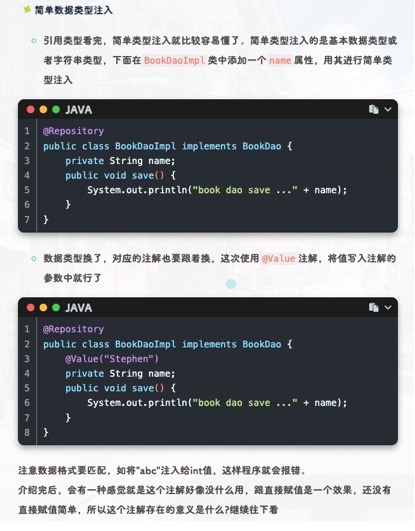 简单数据类型注入
引用类型看完，简单类型注入就比较容易懂了。简单类型注入的是基本数据类型或
者字符串类型，下面在 BookDaoImpl 类中添加一个 name 属性，用其进行简单类
型注入
JAVA
1 @Repository
2 public class BookDaoImpl implements BookDao {
3     private String name;
4     public void save() {
5         System.out.println("book dao save ..." + name);
6     }
7 }
数据类型换了，对应的注解也要跟着换，这次使用 @Value 注解，将值写入注解的
参数中就行了
JAVA
1 @Repository
2 public class BookDaoImpl implements BookDao {
3     @Value("Stephen")
4     private String name;
5     public void save() {
6         System.out.println("book dao save ..." + name);
7     }
8 }
注意数据格式要匹配，如将"abc"注入给int值，这样程序就会报错。
介绍完后，会有一种感觉就是这个注解好像没什么用，跟直接赋值是一个效果，还没有
直接赋值简单，所以这个注解存在的意义是什么?继续往下看